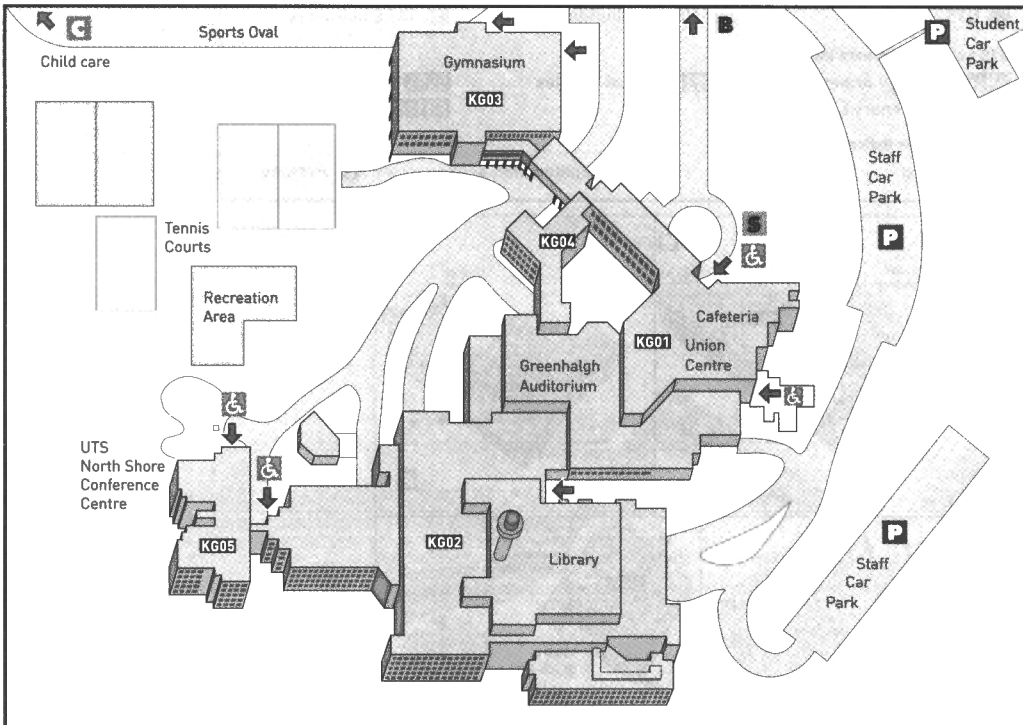 C
Child care
Sports Oval
B
P
Student
Car
Park
Gymnasium
KG03
Staff
Car
Park
P
Tennis
Courts
KG04
S
Recreation
Area
Cafeteria
KG01
Union
Centre
Greenhalgh
Auditorium
UTS
North Shore
Conference
Centre
KG05
KG02
Library
P
Staff
Car
Park